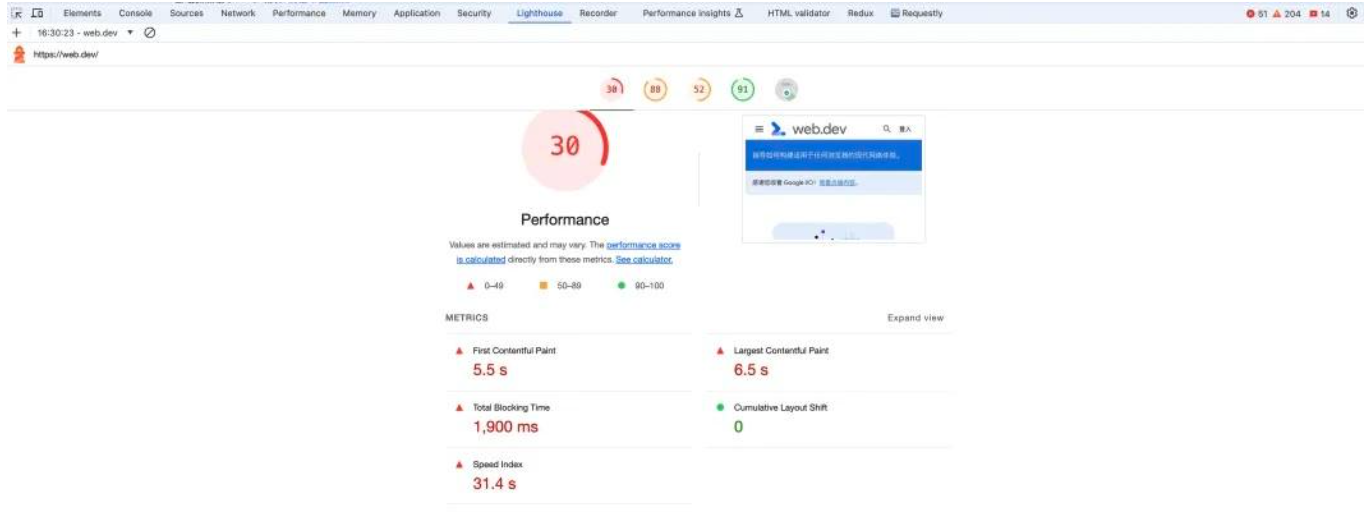 Elements Console Sources Network Performance Memory Application Security Lighthouse Recorder Performance insights HTML validator Redux Requestly 51 204 14
16:30:23 - web.dev
https://web.dev/
30 88 52 91
30
Performance
Values are estimated and may vary. The performance score
is calculated directly from these metrics. See calculator.
0–49 50–89 90–100
web.dev 登入
Google I/O!
METRICS Expand view
First Contentful Paint
5.5 s
Largest Contentful Paint
6.5 s
Total Blocking Time
1,900 ms
Cumulative Layout Shift
0
Speed Index
31.4 s